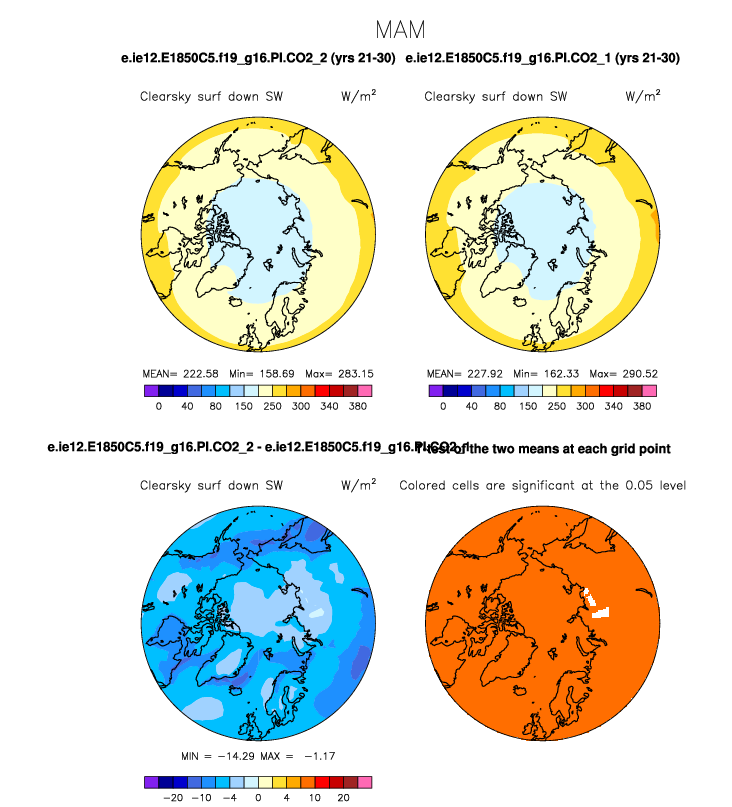 MAM
e.ie12.E1850C5.f19_g16.PI.CO2_2 (yrs 21-30) e.ie12.E1850C5.f19_g16.PI.CO2_1 (yrs 21-30)
Clearsky surf down SW W/m²
Clearsky surf down SW W/m²
MEAN= 222.58 Min= 158.69 Max= 283.15
0 40 80 150 250 300 340 380
MEAN= 227.92 Min= 162.33 Max= 290.52
0 40 80 150 250 300 340 380
e.ie12.E1850C5.f19_g16.PI.CO2_2 - e.ie12.E1850C5.f19_g16.PI.CO2_1
T-test of the two means at each grid point
Clearsky surf down SW W/m²
Colored cells are significant at the 0.05 level
MIN = −14.29 MAX = −1.17
−20 −10 −4 0 4 10 20